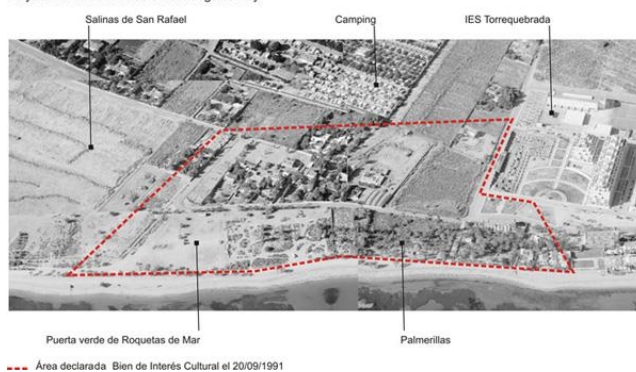 Salinas de San Rafael
Camping
IES Torrequebrada
Puerta verde de Roquetas de Mar
Palmerillas
Área declarada Bien de Interés Cultural el 20/09/1991